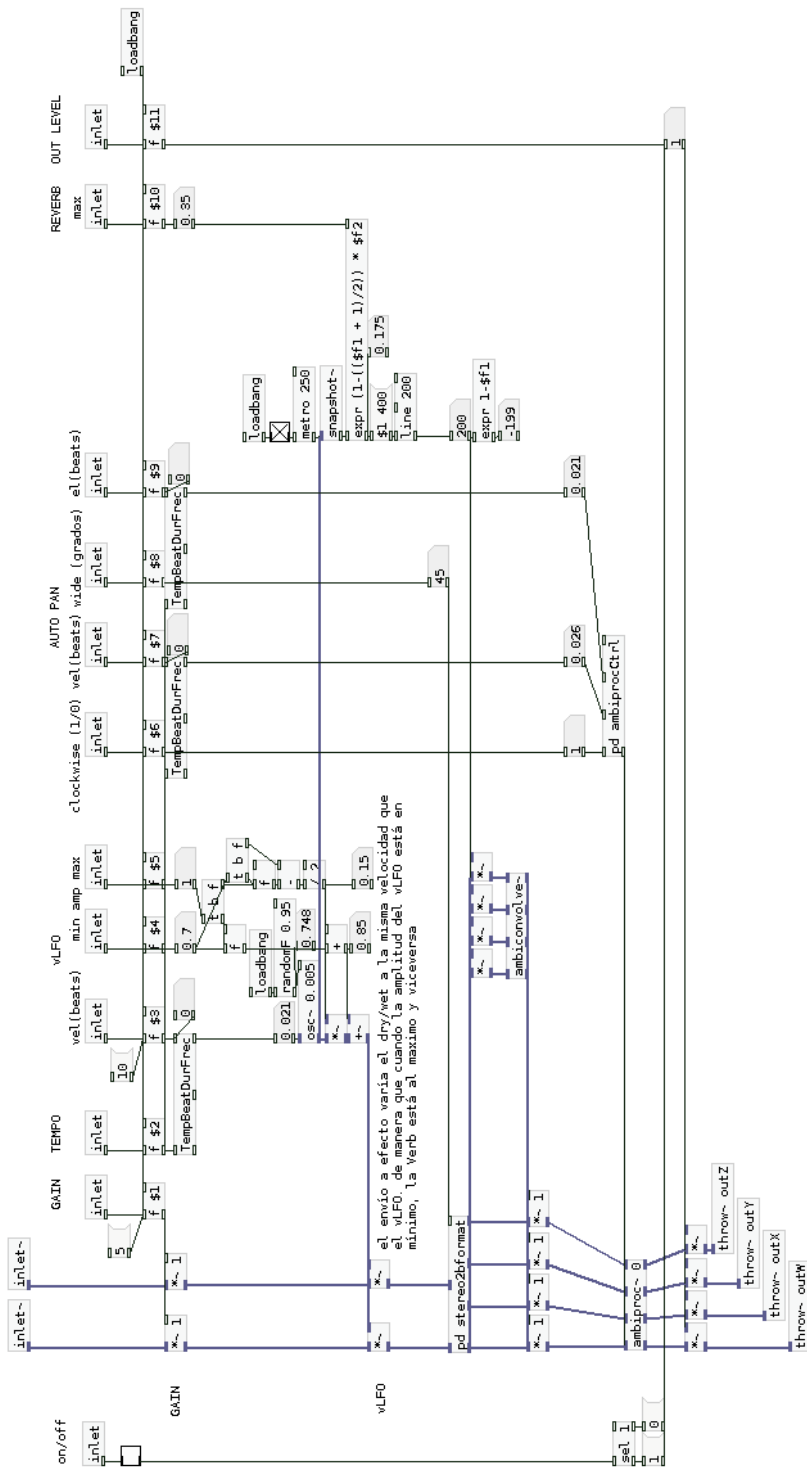 on/off
GAIN
TEMPO
vel(beats)
vLFO
min amp max
clockwise (1/0)
AUTO PAN
vel(beats)
wide (grados)
el(beats)
REVERB
max
OUT LEVEL
loadbang
inlet
inlet~
inlet~
inlet
inlet
inlet
inlet
inlet
inlet
inlet
inlet
inlet
inlet
inlet
5
10
f $1
f $2
f $3
f $4
f $5
f $6
f $7
f $8
f $9
f $10
f $11
GAIN
*~ 1
*~ 1
TempBeatDurFrec
0
0.7
1
TempBeatDurFrec
TempBeatDurFrec
0
TempBeatDurFrec
0
0.35
t b f
t b f
f
f
-
/ 2
loadbang
randomF 0.95
0.748
0.021
osc~ 0.005
+
0.15
0.85
*~
+~
loadbang
metro 250
snapshot~
expr (1-(($f1 + 1)/2)) * $f2
0.175
$1 400
line 200
vLFO
*~
*~
el envío a efecto varía el dry/wet a la misma velocidad que
el vLFO. de manera que cuando la amplitud del vLFO está en
mínimo, la Verb está al maximo y viceversa
45
200
expr 1-$f1
-199
pd stereo2bformat
*~
*~
*~
*~
ambiconvolve~
*~ 1
*~ 1
*~ 1
*~ 1
1
0.026
0.021
pd ambiprocCtrl
sel 1
ambiproc~ 0
1
0
1
*~
*~
*~
*~
throw~ outZ
throw~ outY
throw~ outX
throw~ outW